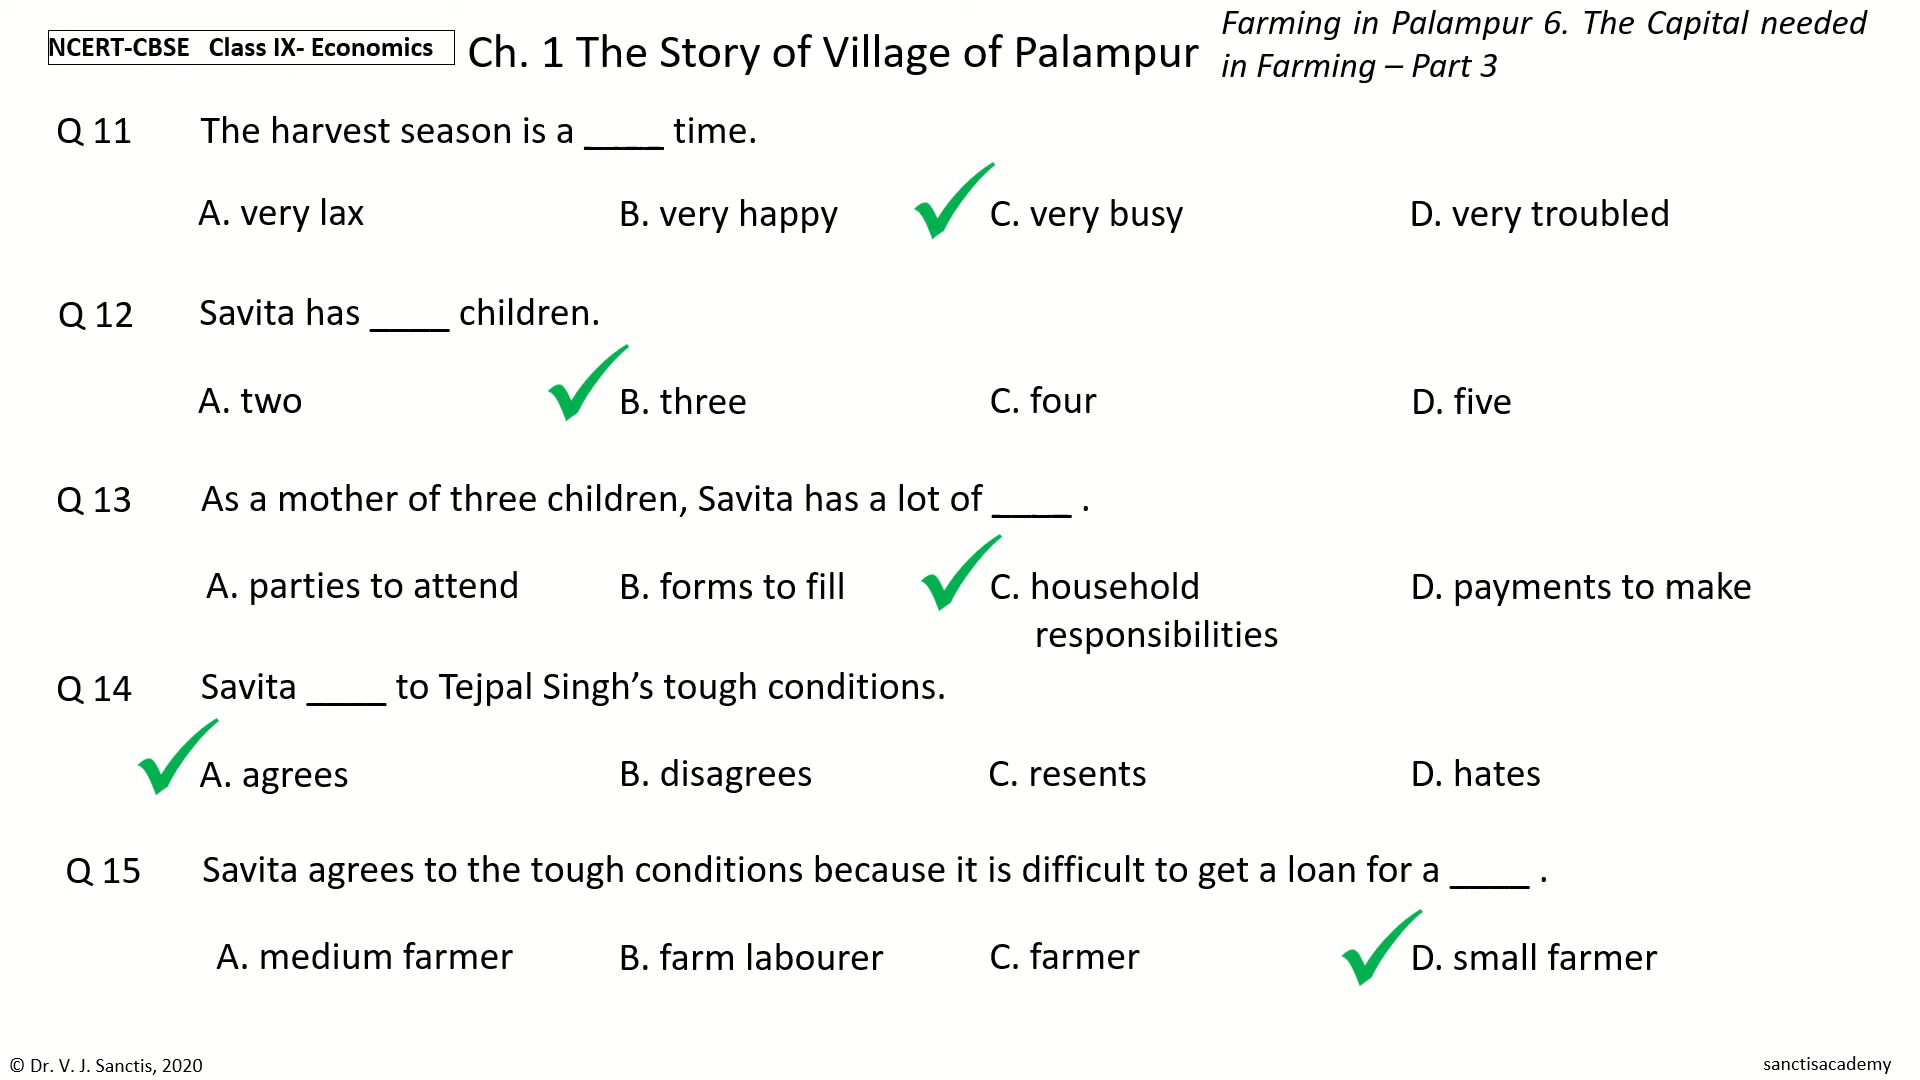 NCERT-CBSE   Class IX- Economics
Ch. 1 The Story of Village of Palampur
Farming in Palampur 6. The Capital needed
in Farming – Part 3
Q 11 The harvest season is a ____ time.
A. very lax B. very happy C. very busy D. very troubled
Q 12 Savita has ____ children.
A. two B. three C. four D. five
Q 13 As a mother of three children, Savita has a lot of ____ .
A. parties to attend B. forms to fill C. household D. payments to make
responsibilities
Q 14 Savita ____ to Tejpal Singh’s tough conditions.
A. agrees B. disagrees C. resents D. hates
Q 15 Savita agrees to the tough conditions because it is difficult to get a loan for a ____ .
A. medium farmer B. farm labourer C. farmer D. small farmer
© Dr. V. J. Sanctis, 2020
sanctisacademy